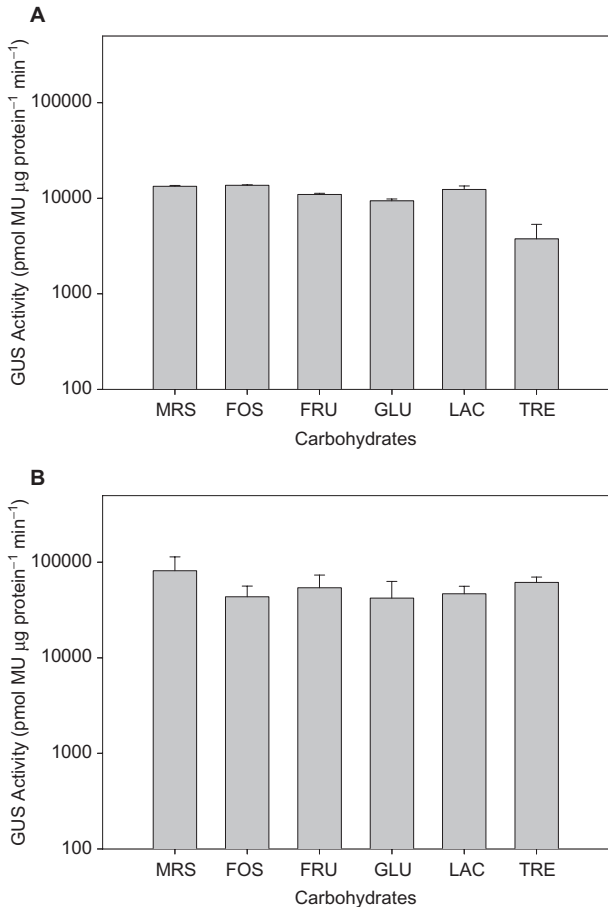 A
GUS Activity (pmol MU µg protein⁻¹ min⁻¹)
100000
10000
1000
100
MRS FOS FRU GLU LAC TRE
Carbohydrates
B
GUS Activity (pmol MU µg protein⁻¹ min⁻¹)
100000
10000
1000
100
MRS FOS FRU GLU LAC TRE
Carbohydrates